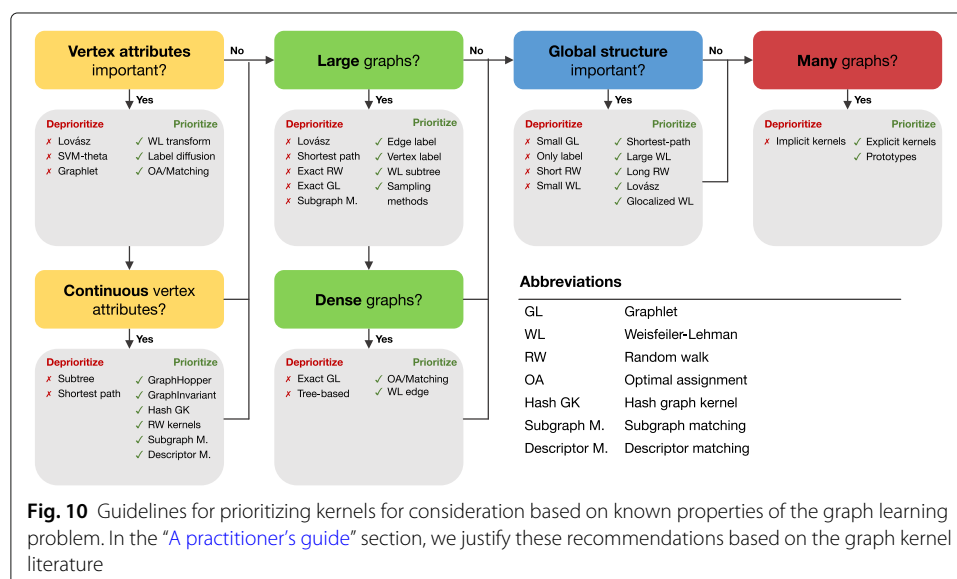 Vertex attributes
important?
No
Yes
Deprioritize
Prioritize
✗ Lovász
✗ SVM-theta
✗ Graphlet
✓ WL transform
✓ Label diffusion
✓ OA/Matching
Continuous vertex
attributes?
Yes
Deprioritize
Prioritize
✗ Subtree
✗ Shortest path
✓ GraphHopper
✓ GraphInvariant
✓ Hash GK
✓ RW kernels
✓ Subgraph M.
✓ Descriptor M.
Large graphs?
No
Yes
Deprioritize
Prioritize
✗ Lovász
✗ Shortest path
✗ Exact RW
✗ Exact GL
✗ Subgraph M.
✓ Edge label
✓ Vertex label
✓ WL subtree
✓ Sampling
methods
Dense graphs?
Yes
Deprioritize
Prioritize
✗ Exact GL
✗ Tree-based
✓ OA/Matching
✓ WL edge
Global structure
important?
No
Yes
Deprioritize
Prioritize
✗ Small GL
✗ Only label
✗ Short RW
✗ Small WL
✓ Shortest-path
✓ Large WL
✓ Long RW
✓ Lovász
✓ Glocalized WL
Many graphs?
Yes
Deprioritize
Prioritize
✗ Implicit kernels
✓ Explicit kernels
✓ Prototypes
Abbreviations
GL Graphlet
WL Weisfeiler-Lehman
RW Random walk
OA Optimal assignment
Hash GK Hash graph kernel
Subgraph M. Subgraph matching
Descriptor M. Descriptor matching
Fig. 10 Guidelines for prioritizing kernels for consideration based on known properties of the graph learning
problem. In the “A practitioner’s guide” section, we justify these recommendations based on the graph kernel
literature